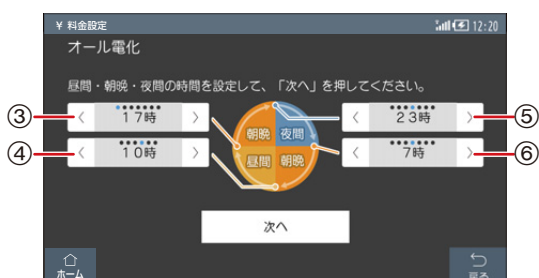 ¥ 料金設定 12:20
オール電化
昼間・朝晩・夜間の時間を設定して、「次へ」を押してください。
③ < 17時 > < 23時 > ⑤
朝晩 夜間
④ < 10時 > < 7時 > ⑥
昼間 朝晩
次へ
ホーム 戻る